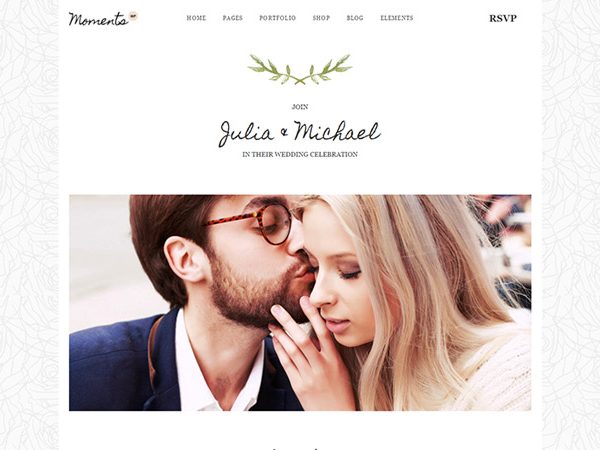 Moments
HOME PAGES PORTFOLIO SHOP BLOG ELEMENTS
RSVP
JOIN
Julia & Michael
IN THEIR WEDDING CELEBRATION